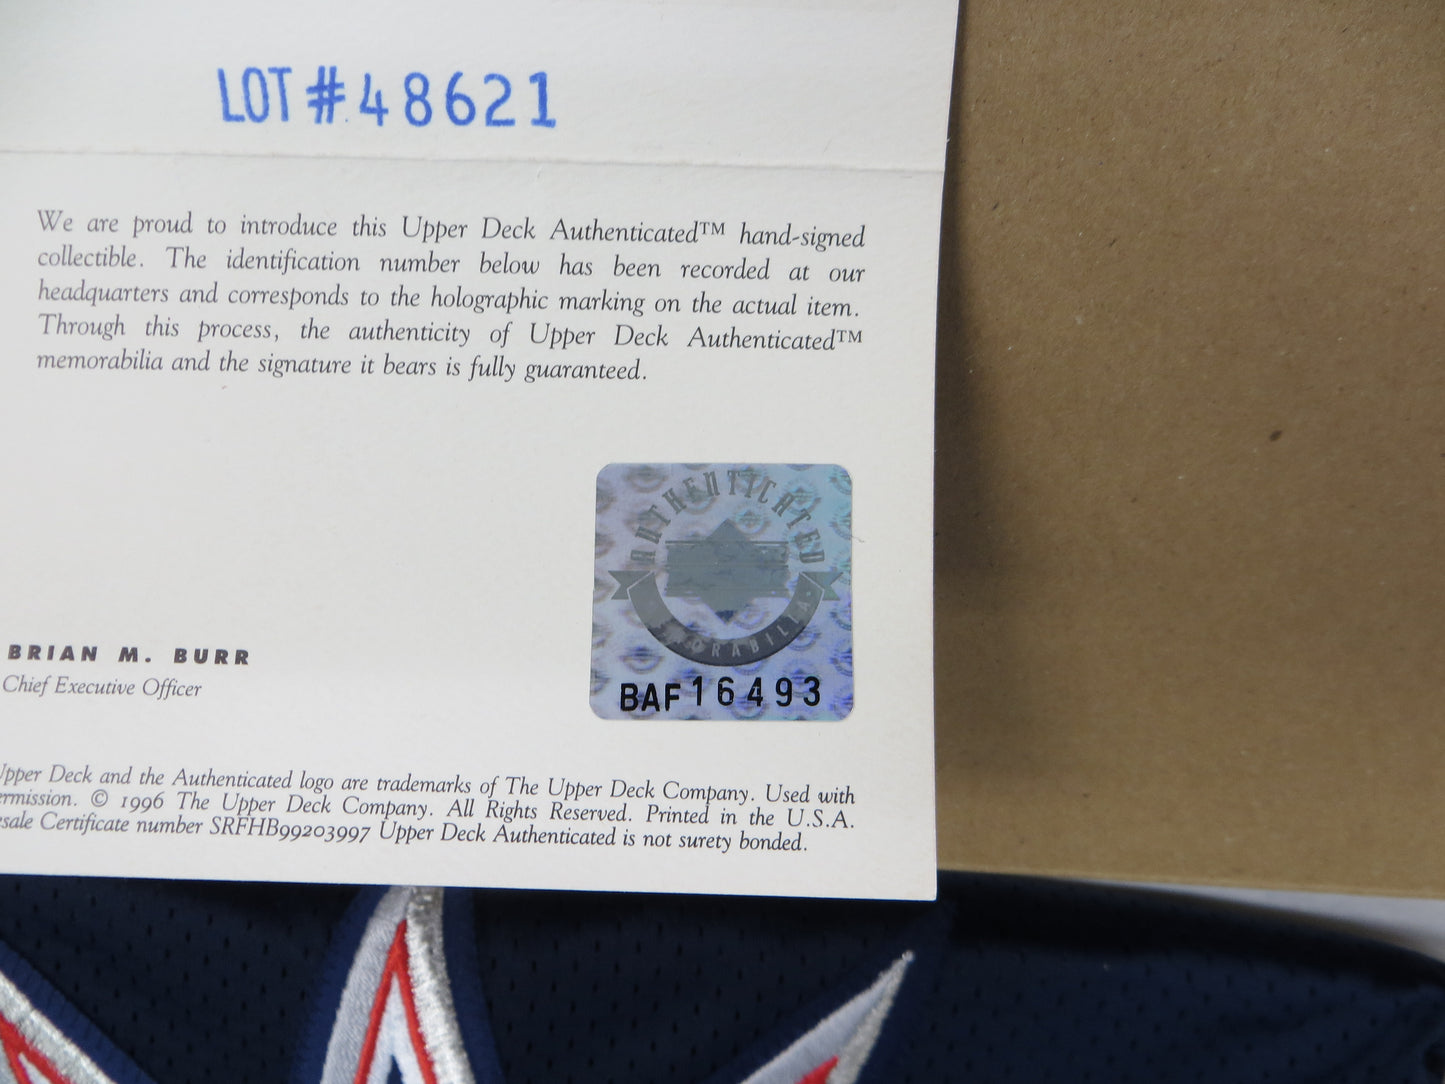 LOT # 48621
We are proud to introduce this Upper Deck Authenticated™ hand-signed
collectible. The identification number below has been recorded at our
headquarters and corresponds to the holographic marking on the actual item.
Through this process, the authenticity of Upper Deck Authenticated™
memorabilia and the signature it bears is fully guaranteed.
AUTHENTICATED
BAF16493
BRIAN M. BURR
Chief Executive Officer
Upper Deck and the Authenticated logo are trademarks of The Upper Deck Company. Used with
ermission. © 1996 The Upper Deck Company. All Rights Reserved. Printed in the U.S.A.
sale Certificate number SRFHB99203997 Upper Deck Authenticated is not surety bonded.